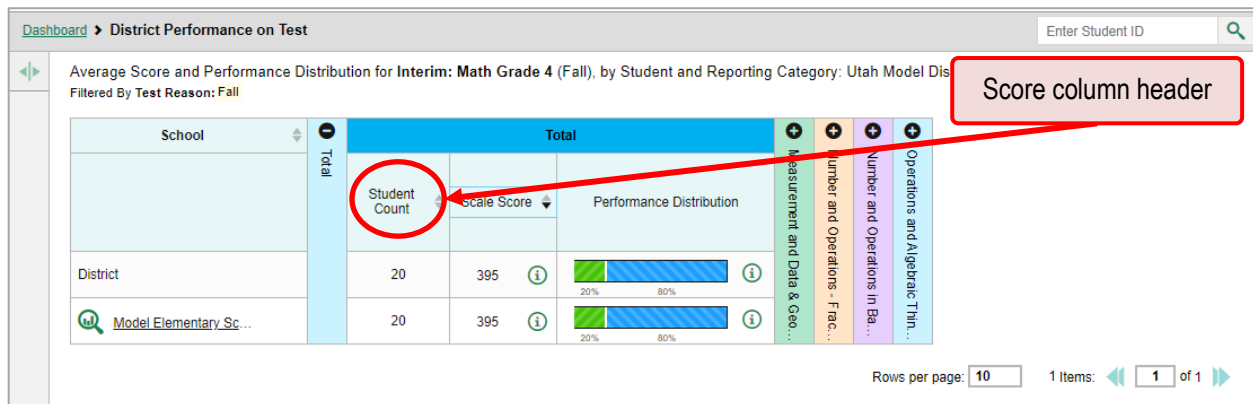 Dashboard > District Performance on Test
Enter Student ID
Average Score and Performance Distribution for Interim: Math Grade 4 (Fall), by Student and Reporting Category: Utah Model Dis
Filtered By Test Reason: Fall
Score column header
School
Total
Total
Student
Count
Scale Score
Performance Distribution
Measurement and Data & Geo...
Number and Operations - Frac...
Number and Operations in Ba...
Operations and Algebraic Thin...
District
20
395
20%
80%
Model Elementary Sc...
20
395
20%
80%
Rows per page: 10
1 Items:
1 of 1